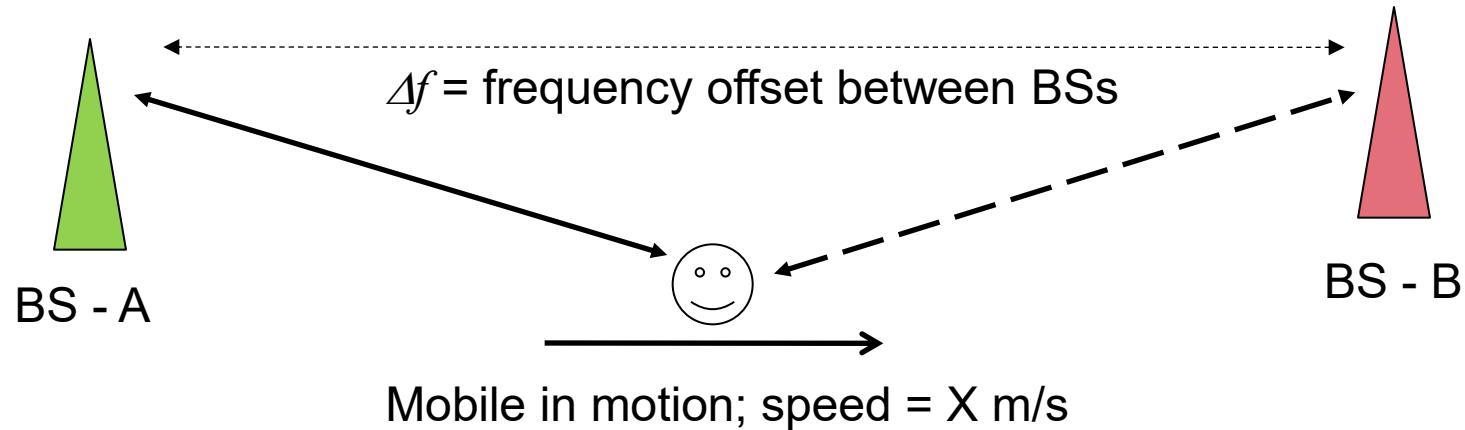 Δf = frequency offset between BSs
BS - A
BS - B
Mobile in motion; speed = X m/s